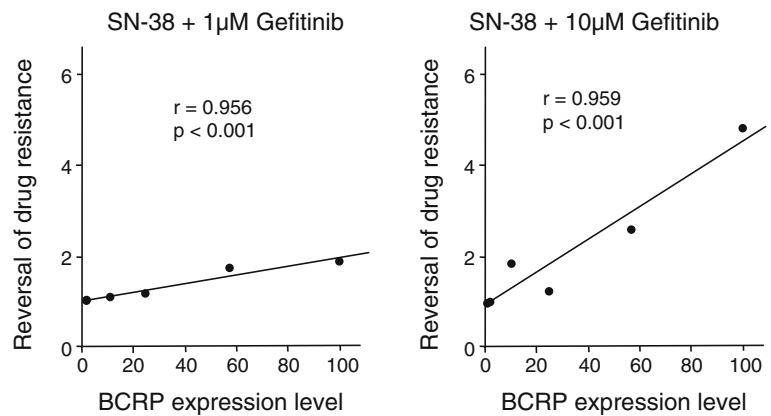 SN-38 + 1μM Gefitinib
Reversal of drug resistance
6
4
2
0
r = 0.956
p < 0.001
0 20 40 60 80 100
BCRP expression level
SN-38 + 10μM Gefitinib
Reversal of drug resistance
6
4
2
0
r = 0.959
p < 0.001
0 20 40 60 80 100
BCRP expression level